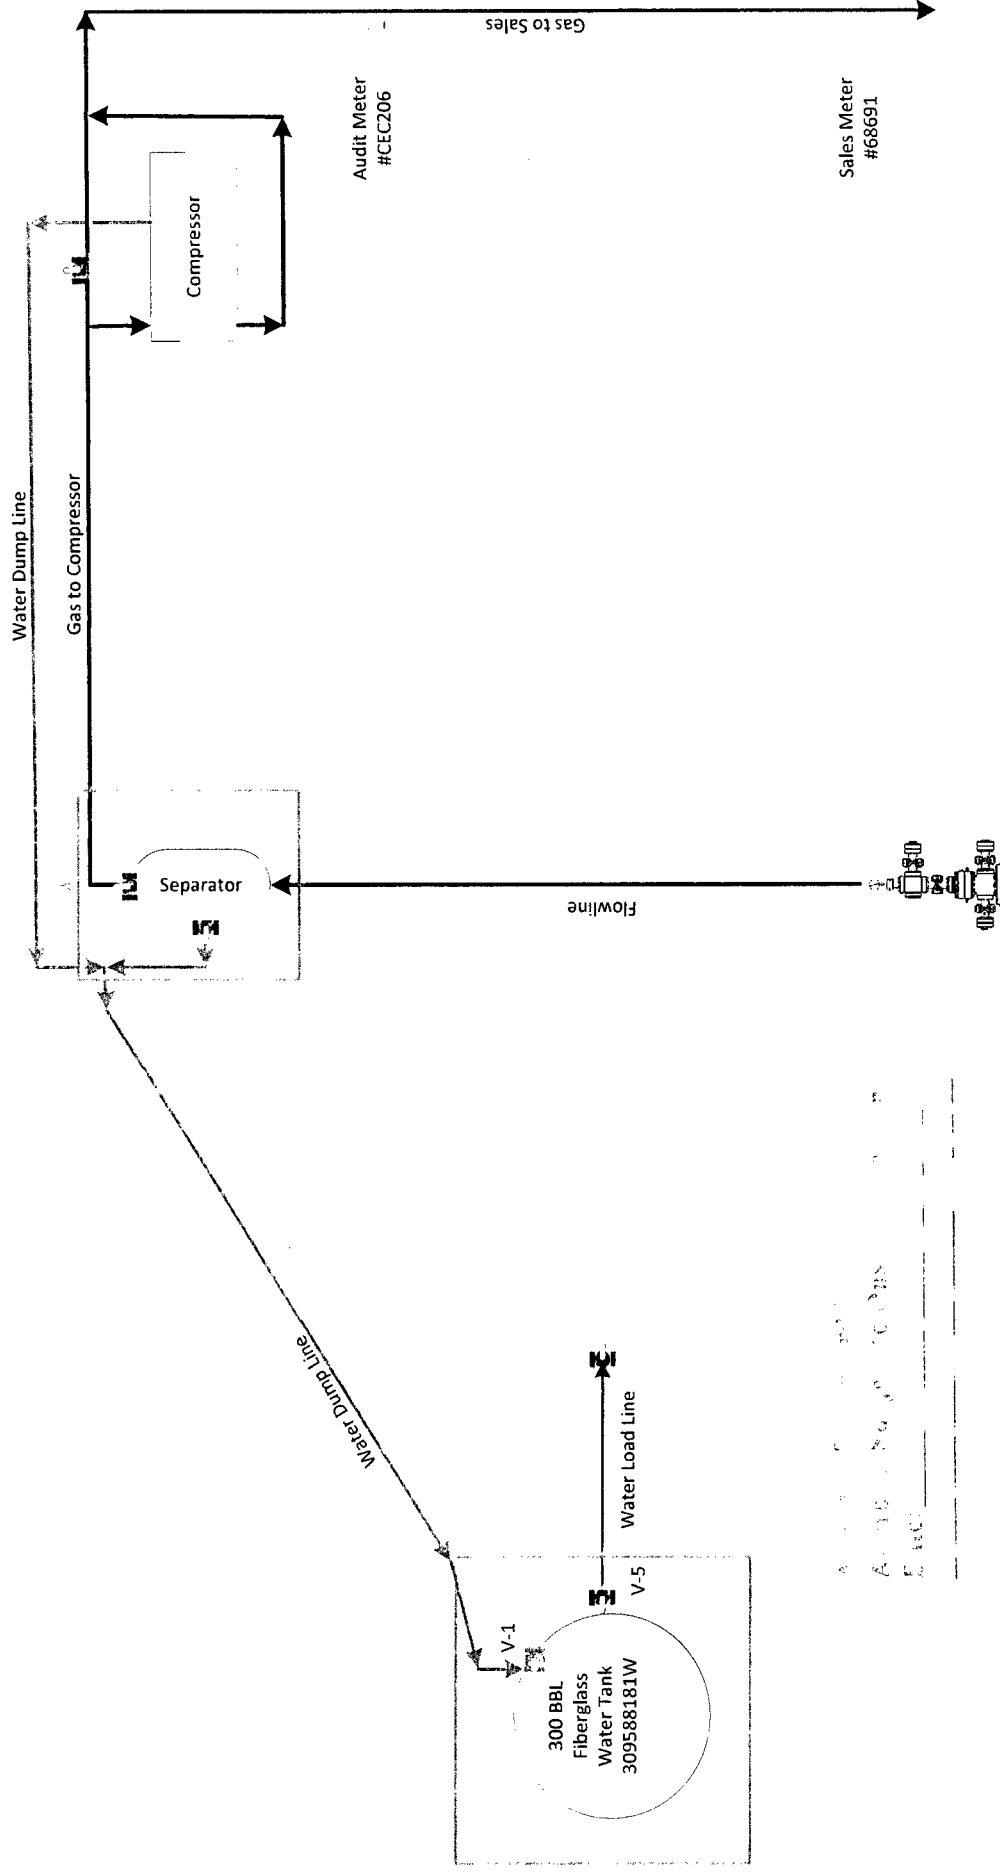 Water Dump Line
Gas to Compressor
Compressor
Gas to Sales
Audit Meter
#CEC206
Sales Meter
#68691
Separator
Flowline
Water Dump Line
Water Load Line
V-1
V-5
300 BBL
Fiberglass
Water Tank
309588181W